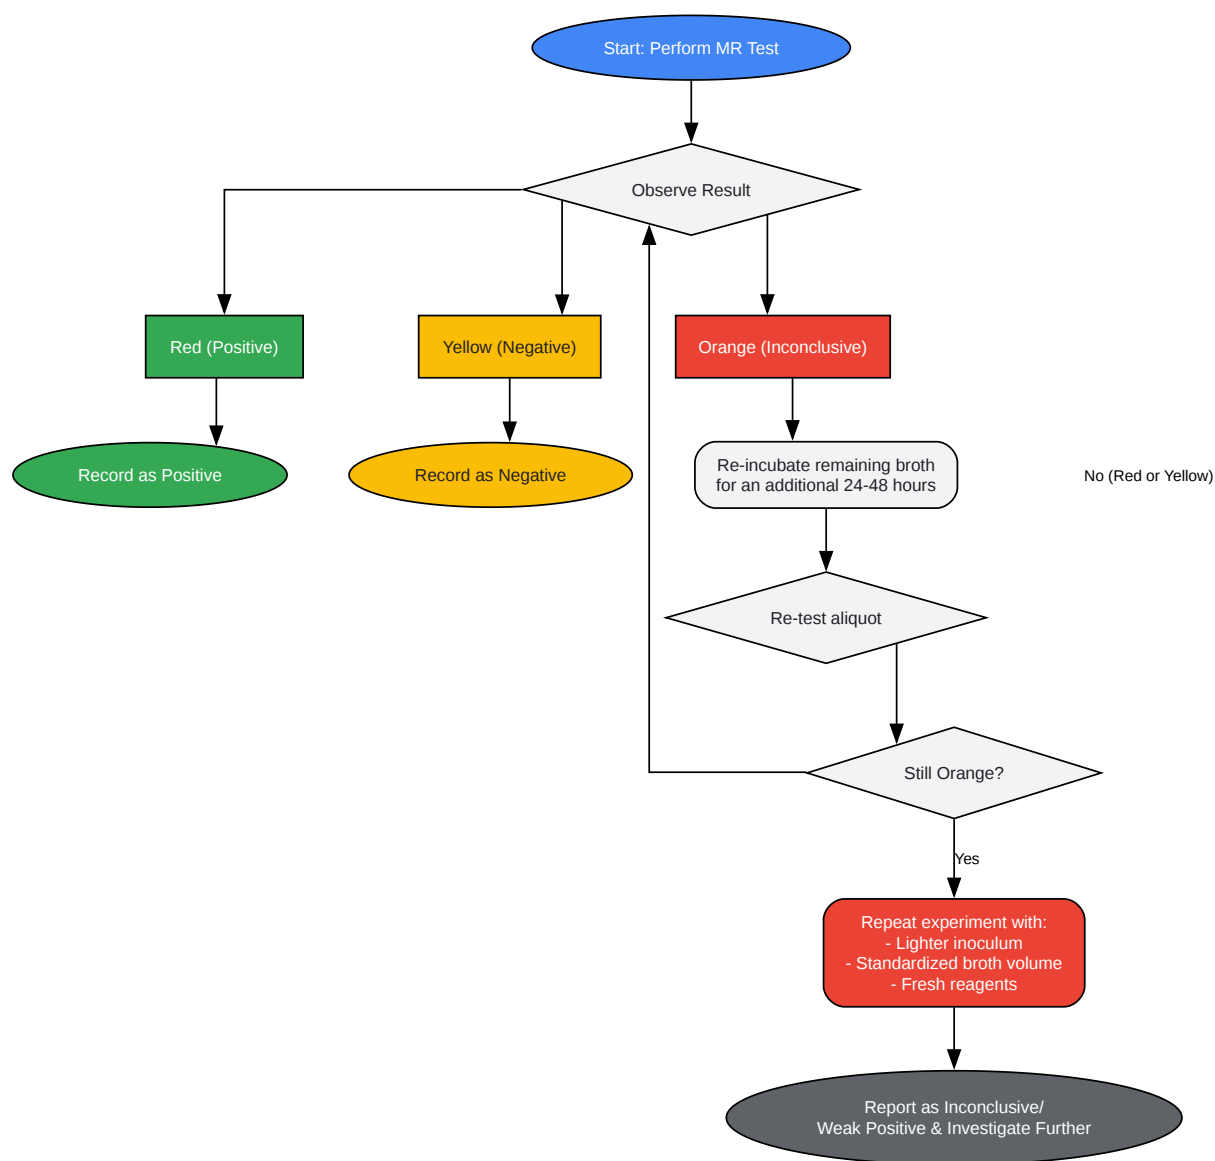 Start: Perform MR Test
Observe Result
Red (Positive)
Yellow (Negative)
Orange (Inconclusive)
Record as Positive
Record as Negative
Re-incubate remaining broth
for an additional 24-48 hours
No (Red or Yellow)
Re-test aliquot
Still Orange?
Yes
Repeat experiment with:
- Lighter inoculum
- Standardized broth volume
- Fresh reagents
Report as Inconclusive/
Weak Positive & Investigate Further